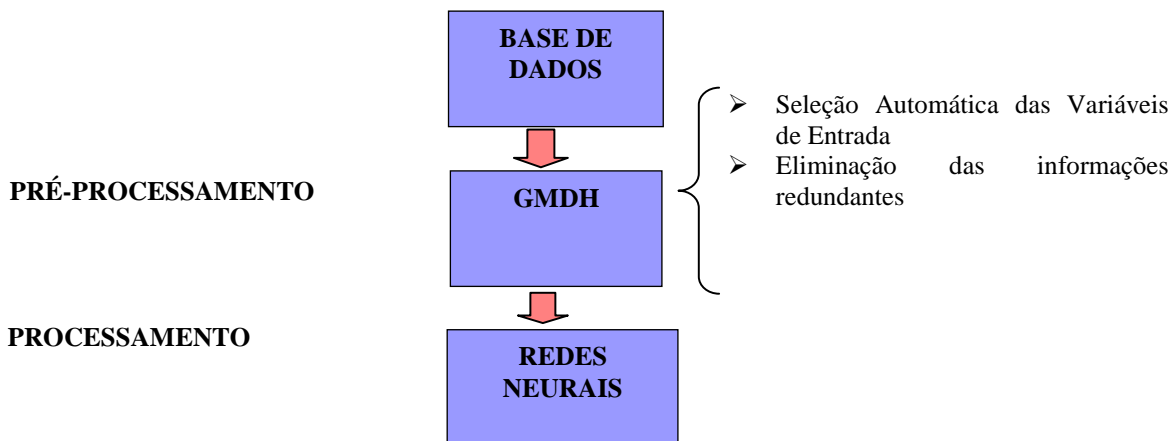 BASE DE
DADOS
➢ Seleção Automática das Variáveis
de Entrada
➢ Eliminação das informações
redundantes
PRÉ-PROCESSAMENTO
GMDH
PROCESSAMENTO
REDES
NEURAIS